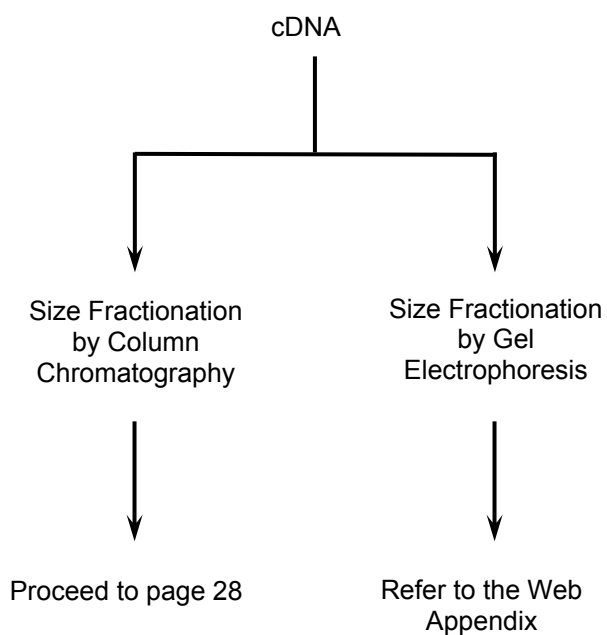 cDNA
Size Fractionation
by Column
Chromatography
Size Fractionation
by Gel
Electrophoresis
Proceed to page 28
Refer to the Web
Appendix